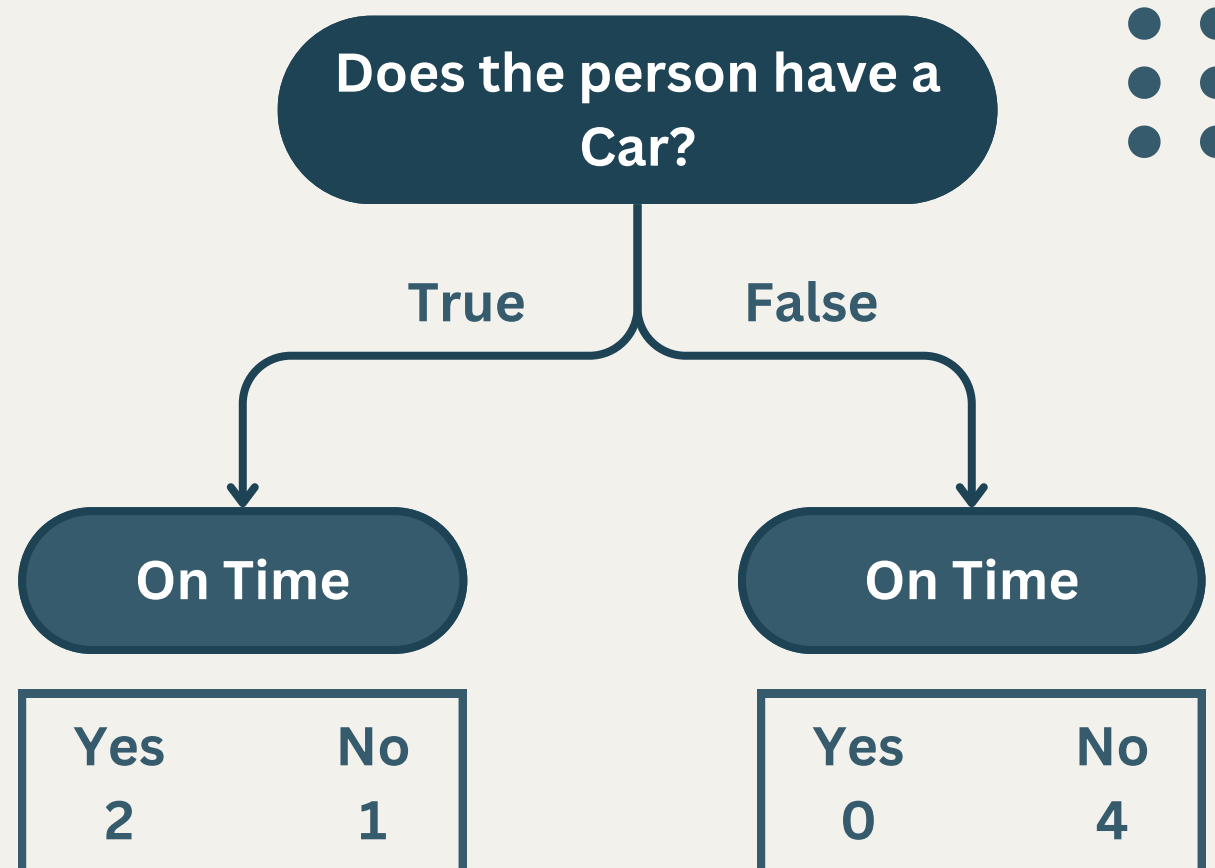 Does the person have a
Car?
True False
On Time On Time
Yes No Yes No
2 1 0 4